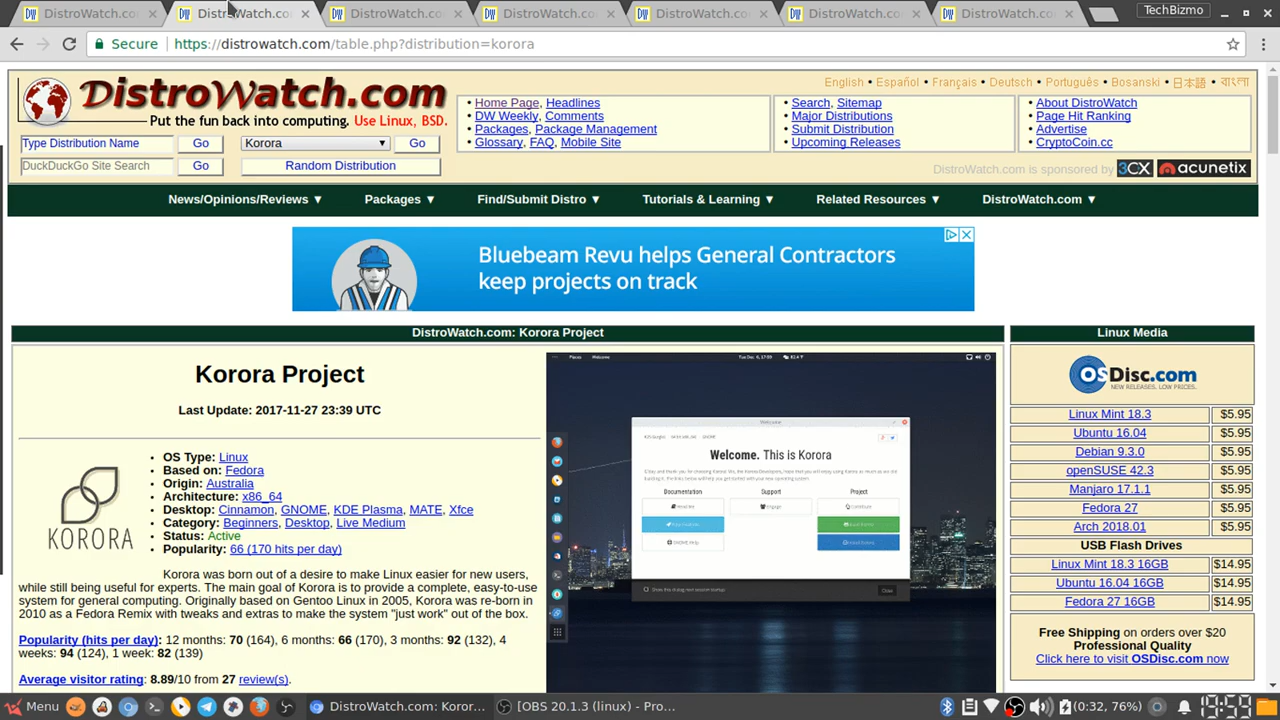 DistroWatch.co
DistroWatch.co
DistroWatch.co
DistroWatch.co
DistroWatch.co
DistroWatch.co
DistroWatch.co
TechBizmo
Secure https://distrowatch.com/table.php?distribution=korora
DistroWatch.com
Put the fun back into computing. Use Linux, BSD.
English • Español • Français • Deutsch • Português • Bosanski • 日本語 • বাংলা
• Home Page, Headlines
• DW Weekly, Comments
• Packages, Package Management
• Glossary, FAQ, Mobile Site
• Search, Sitemap
• Major Distributions
• Submit Distribution
• Upcoming Releases
• About DistroWatch
• Page Hit Ranking
• Advertise
• CryptoCoin.cc
Type Distribution Name Go Korora Go
DuckDuckGo Site Search Go Random Distribution
DistroWatch.com is sponsored by 3CX acunetix
News/Opinions/Reviews ▼ Packages ▼ Find/Submit Distro ▼ Tutorials & Learning ▼ Related Resources ▼ DistroWatch.com ▼
Bluebeam Revu helps General Contractors
keep projects on track
DistroWatch.com: Korora Project
Korora Project
Last Update: 2017-11-27 23:39 UTC
KORORA
• OS Type: Linux
• Based on: Fedora
• Origin: Australia
• Architecture: x86_64
• Desktop: Cinnamon, GNOME, KDE Plasma, MATE, Xfce
• Category: Beginners, Desktop, Live Medium
• Status: Active
• Popularity: 66 (170 hits per day)
Korora was born out of a desire to make Linux easier for new users,
while still being useful for experts. The main goal of Korora is to provide a complete, easy-to-use
system for general computing. Originally based on Gentoo Linux in 2005, Korora was re-born in
2010 as a Fedora Remix with tweaks and extras to make the system "just work" out of the box.
Popularity (hits per day): 12 months: 70 (164), 6 months: 66 (170), 3 months: 92 (132), 4
weeks: 94 (124), 1 week: 82 (139)
Average visitor rating: 8.89/10 from 27 review(s).
Welcome. This is Korora
Documentation Support Project
Close
Linux Media
OSDisc.com
NEW RELEASES. LOW PRICES.
Linux Mint 18.3 $5.95
Ubuntu 16.04 $5.95
Debian 9.3.0 $5.95
openSUSE 42.3 $5.95
Manjaro 17.1.1 $5.95
Fedora 27 $5.95
Arch 2018.01 $5.95
USB Flash Drives
Linux Mint 18.3 16GB $14.95
Ubuntu 16.04 16GB $14.95
Fedora 27 16GB $14.95
Free Shipping on orders over $20
Professional Quality
Click here to visit OSDisc.com now
Menu DistroWatch.com: Koror... [OBS 20.1.3 (linux) - Pro... (0:32, 76%) 19:59